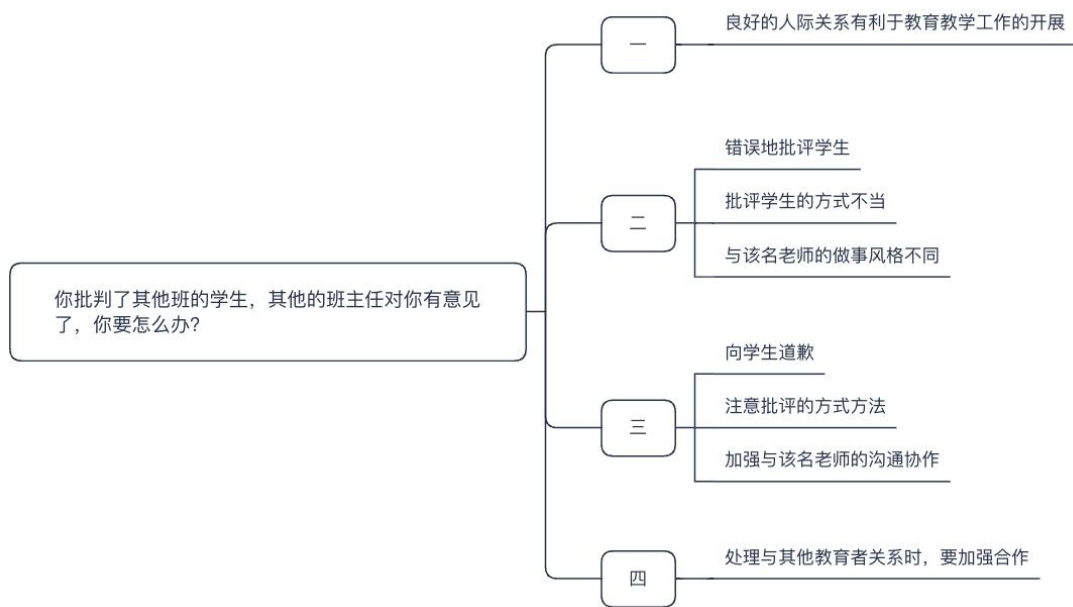 你批判了其他班的学生，其他的班主任对你有意见
了，你要怎么办？
一
良好的人际关系有利于教育教学工作的开展
二
错误地批评学生
批评学生的方式不当
与该名老师的做事风格不同
三
向学生道歉
注意批评的方式方法
加强与该名老师的沟通协作
四
处理与其他教育者关系时，要加强合作